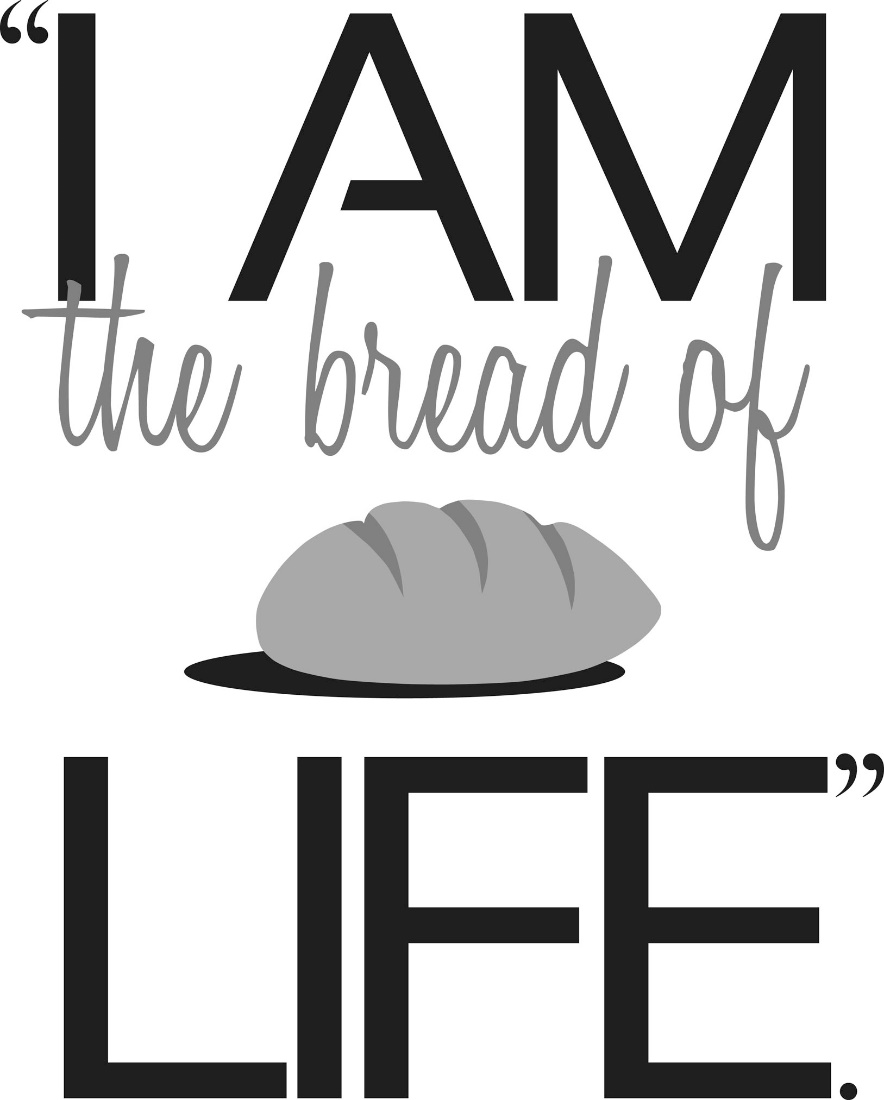 “I AM
the bread of
LIFE.”